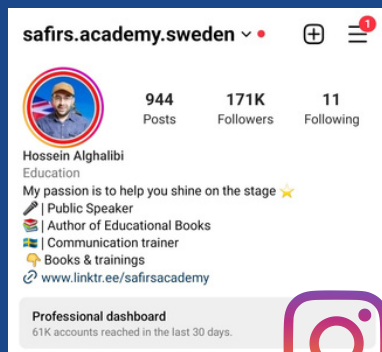 safirs.academy.sweden
1
944 171K 11
Posts Followers Following
Hossein Alghalibi
Education
My passion is to help you shine on the stage ⭐
🎤 | Public Speaker
📚 | Author of Educational Books
🇸🇪 | Communication trainer
👇 Books & trainings
www.linktr.ee/safirsacademy
Professional dashboard
61K accounts reached in the last 30 days.